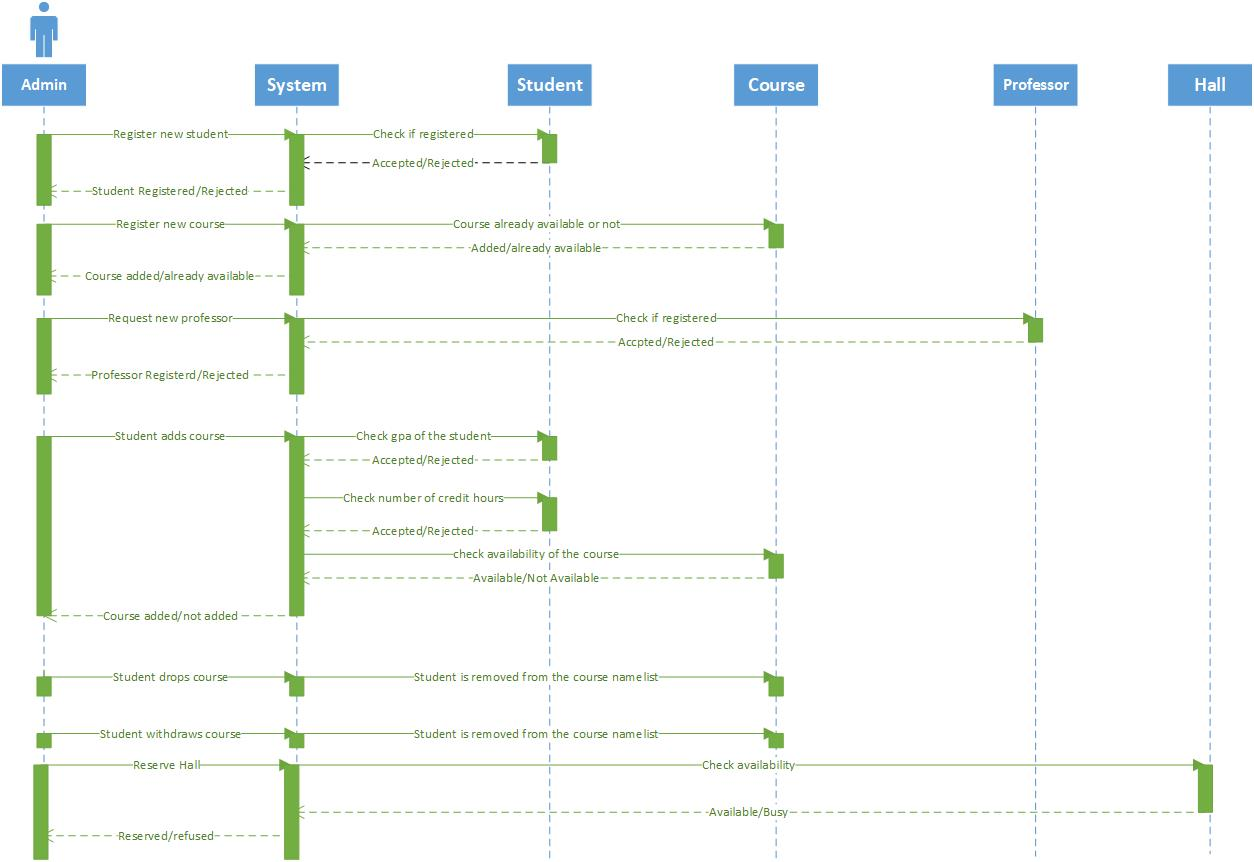 Admin
System
Student
Course
Professor
Hall
Register new student
Check if registered
Accepted/Rejected
Student Registered/Rejected
Register new course
Course already available or not
Added/already available
Course added/already available
Request new professor
Check if registered
Accpted/Rejected
Professor Registerd/Rejected
Student adds course
Check gpa of the student
Accepted/Rejected
Check number of credit hours
Accepted/Rejected
check availability of the course
Available/Not Available
Course added/not added
Student drops course
Student is removed from the course namelist
Student withdraws course
Student is removed from the course namelist
Reserve Hall
Check availability
Available/Busy
Reserved/refused